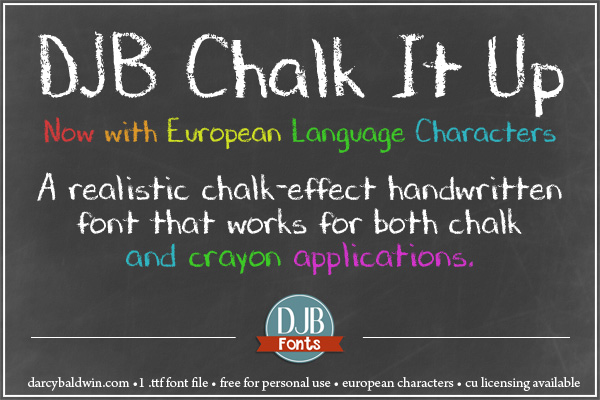 DJB Chalk It Up
Now with European Language Characters
A realistic chalk-effect handwritten
font that works for both chalk
and crayon applications.
DJB
Fonts
darcybaldwin.com • 1 .ttf font file • free for personal use • european characters • cu licensing available